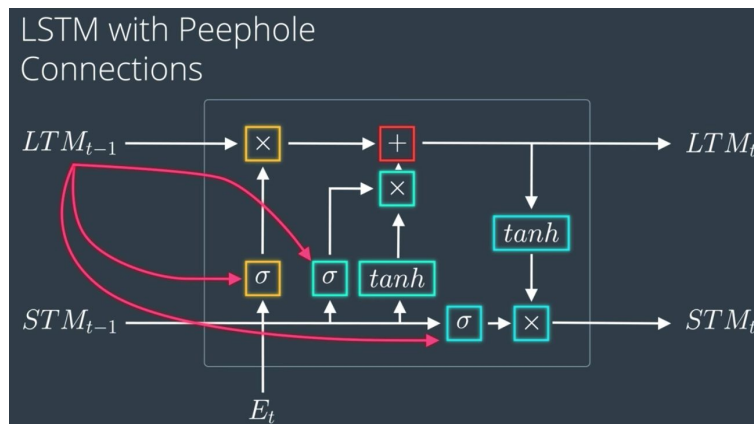 LSTM with Peephole
Connections
LTM_{t-1}
×
+
LTM_t
×
tanh
σ
σ
tanh
STM_{t-1}
σ
×
STM_t
E_t